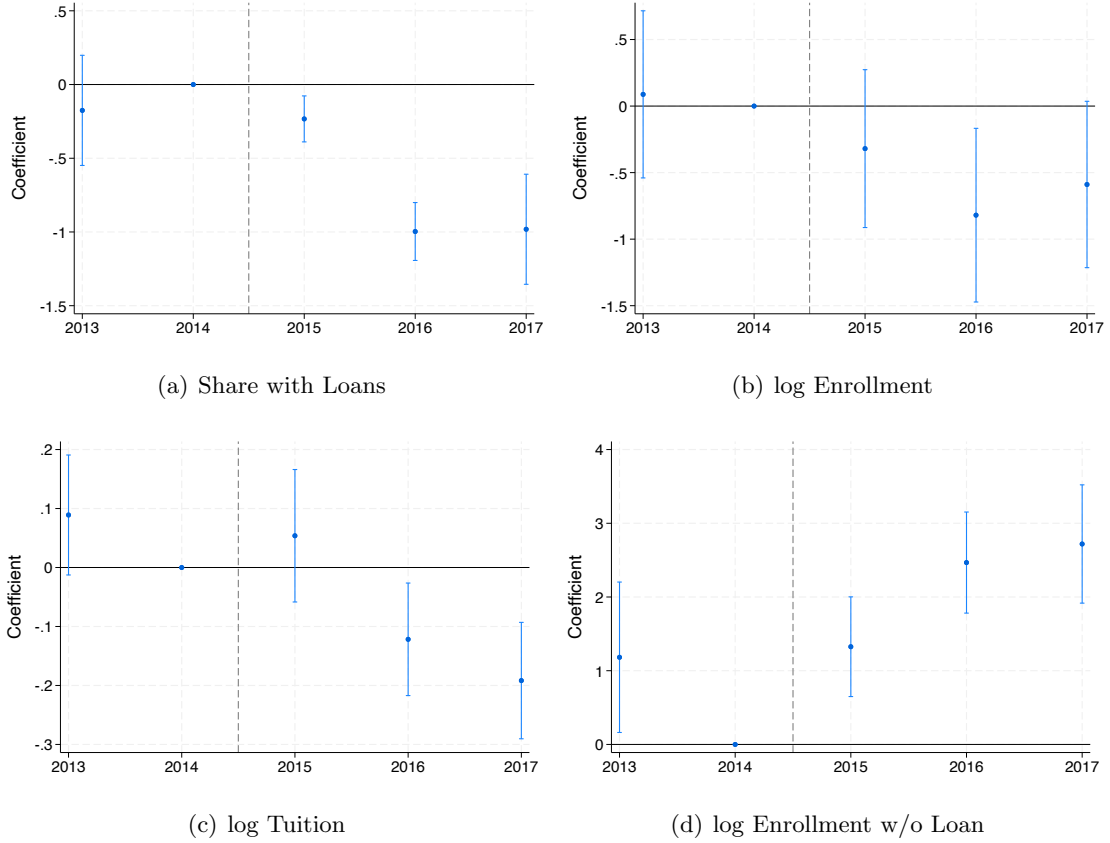 .5
0
-.5
-1
-1.5
Coefficient
2013 2014 2015 2016 2017
(a) Share with Loans
.5
0
-.5
-1
-1.5
Coefficient
2013 2014 2015 2016 2017
(b) log Enrollment
.2
.1
0
-.1
-.2
-.3
Coefficient
2013 2014 2015 2016 2017
(c) log Tuition
4
3
2
1
0
Coefficient
2013 2014 2015 2016 2017
(d) log Enrollment w/o Loan